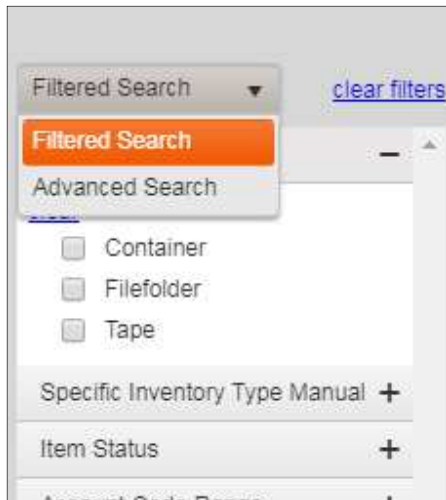 Filtered Search
clear filters
Filtered Search
Advanced Search
Container
Filefolder
Tape
Specific Inventory Type Manual
Item Status